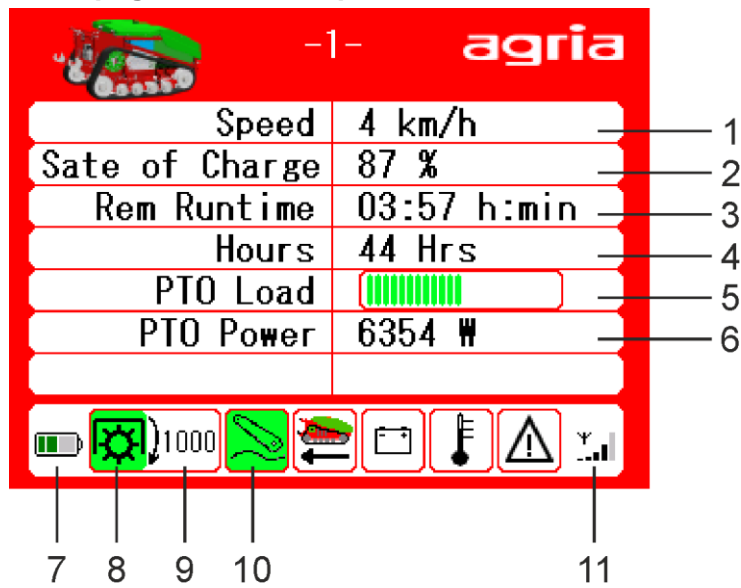 -1- agria
Speed 4 km/h 1
Sate of Charge 87 % 2
Rem Runtime 03:57 h:min 3
Hours 44 Hrs 4
PTO Load 5
PTO Power 6354 W 6
1000
7 8 9 10 11